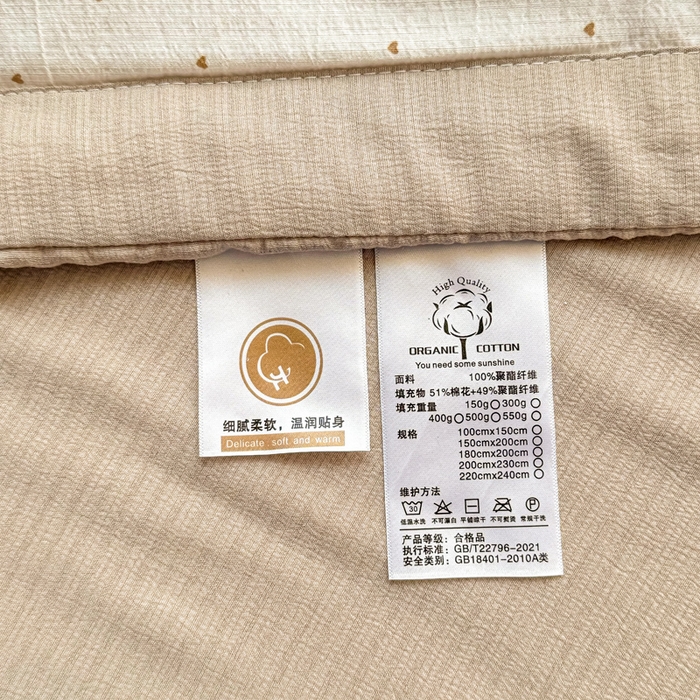 细腻柔软，温润贴身
Delicate soft and warm
High Quality
ORGANIC COTTON
You need some sunshine
面料 100%聚酯纤维
填充物 51%棉花+49%聚酯纤维
填充重量 150g 300g
400g 500g 550g
规格 100cmx150cm
150cmx200cm
180cmx200cm
200cmx230cm
220cmx240cm
维护方法
30
P
低温水洗 不可漂白 平铺晾干 不可熨烫 常规干洗
产品等级：合格品
执行标准：GB/T22796-2021
安全类别：GB18401-2010A类